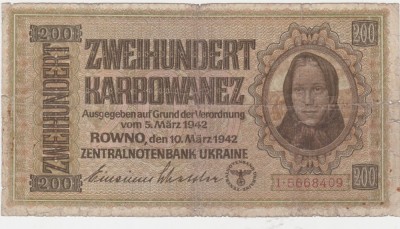 200
ZWEIHUNDERT
KARBOWANEZ
Ausgegeben auf Grund der Verordnung
vom 5. März 1942
ROWNO, den 10. März 1942
ZENTRALNOTENBANK UKRAINE
200
200
1·5668409
200